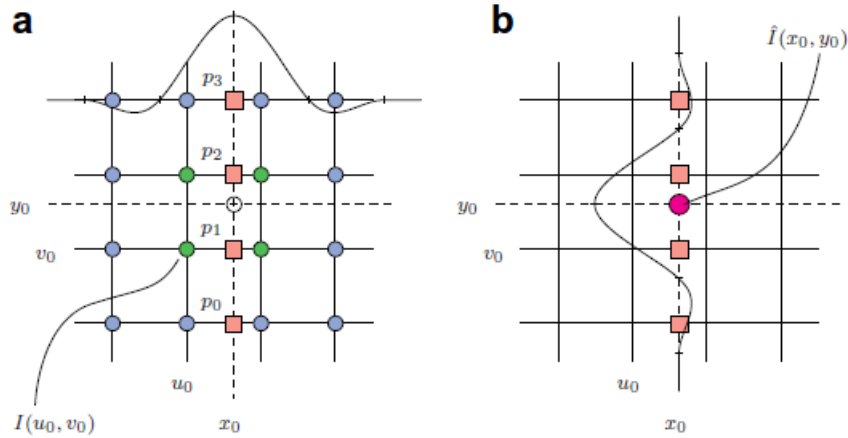 a
p₃
p₂
y₀
p₁
v₀
p₀
u₀
I(u₀, v₀)
x₀
b
Î(x₀, y₀)
y₀
v₀
u₀
x₀